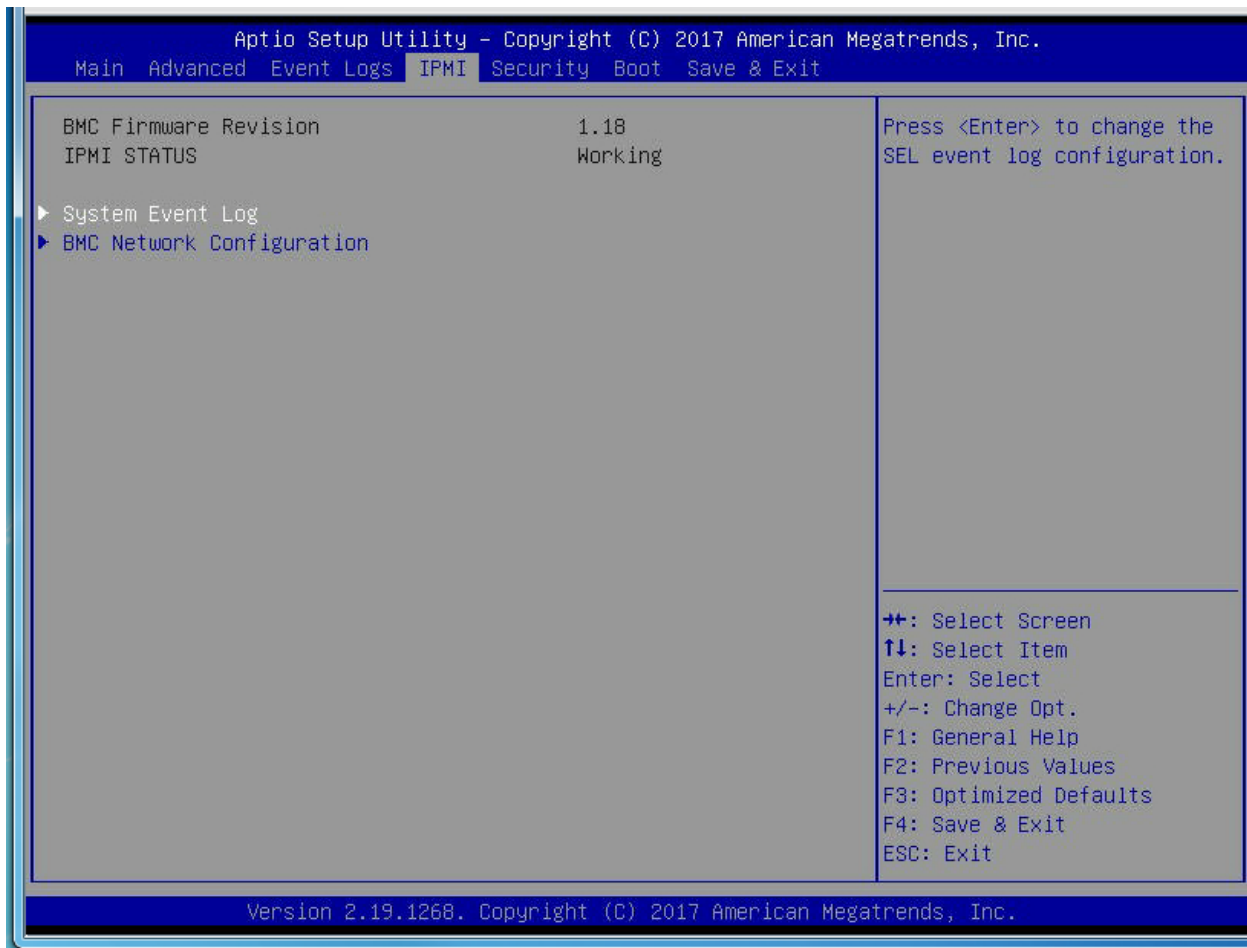 Aptio Setup Utility – Copyright (C) 2017 American Megatrends, Inc.
Main Advanced Event Logs IPMI Security Boot Save & Exit
BMC Firmware Revision 1.18
IPMI STATUS Working
System Event Log
BMC Network Configuration
Press <Enter> to change the
SEL event log configuration.
→←: Select Screen
↑↓: Select Item
Enter: Select
+/-: Change Opt.
F1: General Help
F2: Previous Values
F3: Optimized Defaults
F4: Save & Exit
ESC: Exit
Version 2.19.1268. Copyright (C) 2017 American Megatrends, Inc.